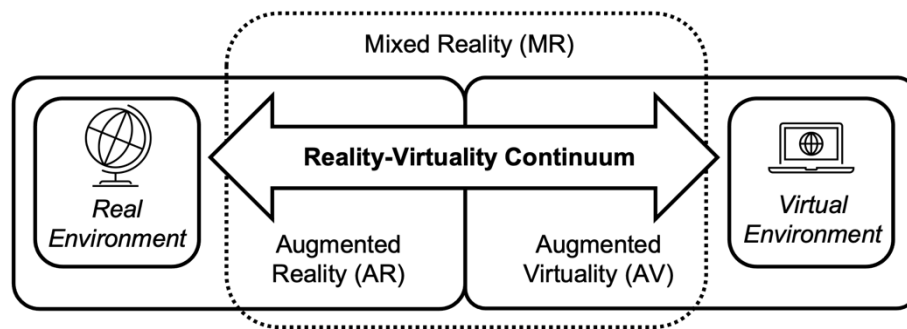 Mixed Reality (MR)
Reality-Virtuality Continuum
Real
Environment
Augmented
Reality (AR)
Augmented
Virtuality (AV)
Virtual
Environment